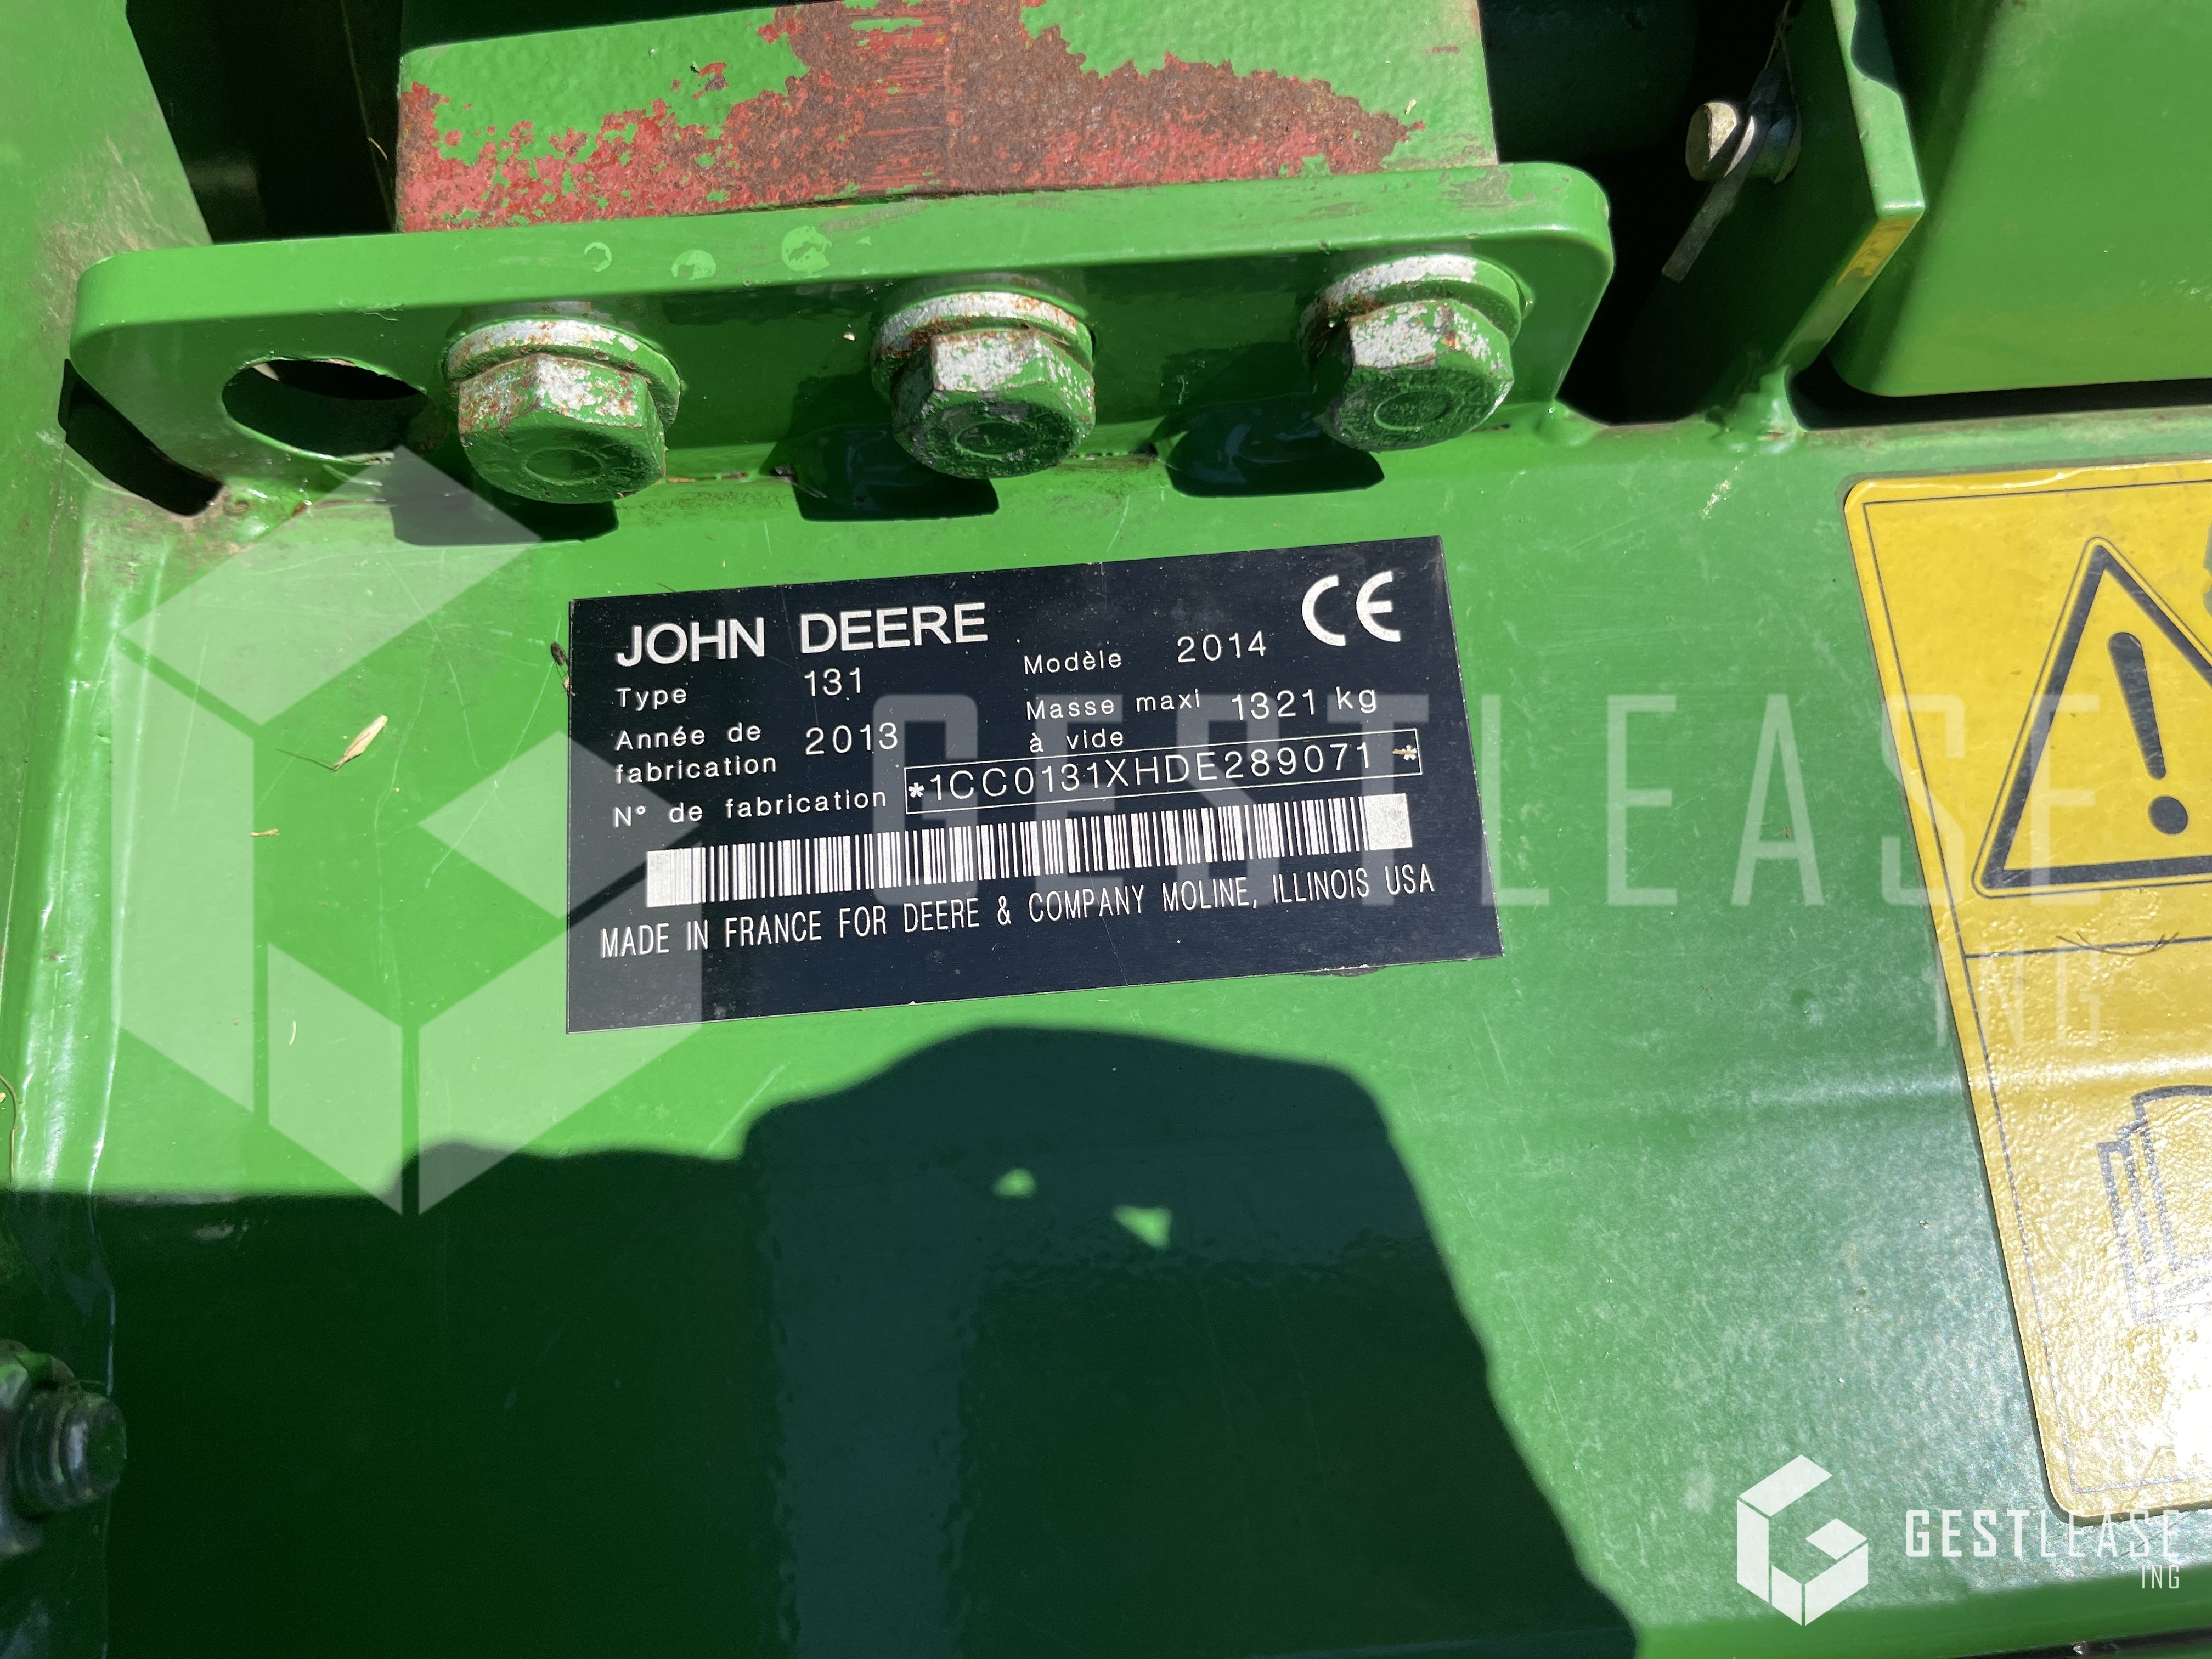 JOHN DEERE CE
Type 131 Modèle 2014
Année de fabrication 2013 Masse maxi à vide 1321 kg
N° de fabrication *1CC0131XHDE289071*
MADE IN FRANCE FOR DEERE & COMPANY MOLINE, ILLINOIS USA
GESTLEASE
ING
GESTLEASE
ING